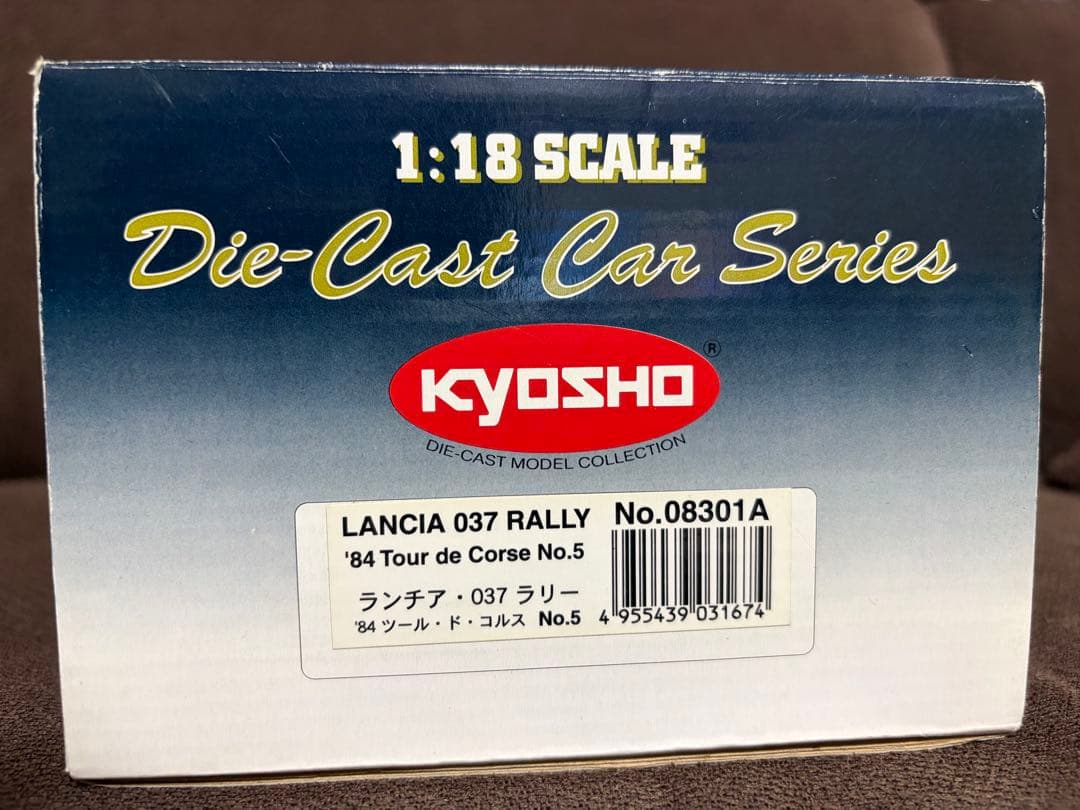 1:18 SCALE
Die-Cast Car Series
KYOSHO ®
DIE-CAST MODEL COLLECTION
LANCIA 037 RALLY No.08301A
'84 Tour de Corse No.5
ランチア・037 ラリー
'84 ツール・ド・コルス No.5
4 955439 031674